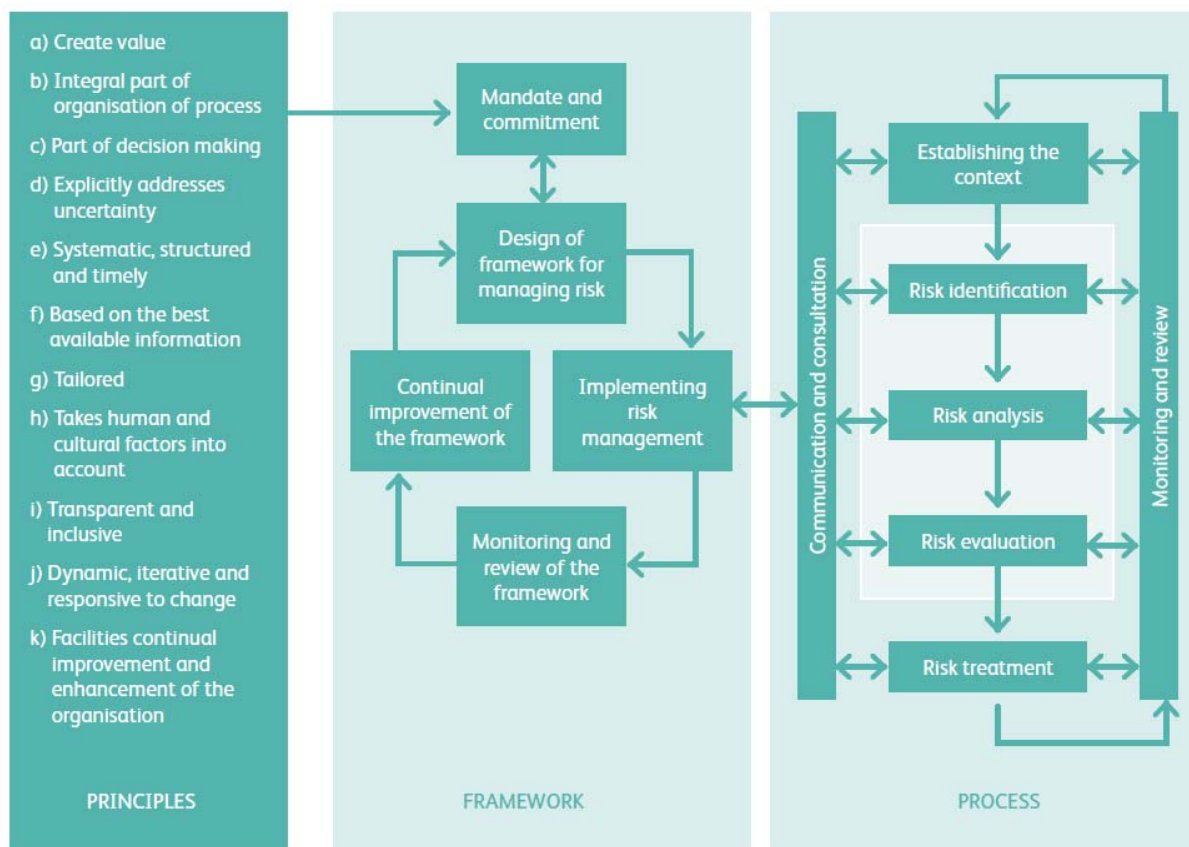 a) Create value
b) Integral part of
organisation of process
c) Part of decision making
d) Explicitly addresses
uncertainty
e) Systematic, structured
and timely
f) Based on the best
available information
g) Tailored
h) Takes human and
cultural factors into
account
i) Transparent and
inclusive
j) Dynamic, iterative and
responsive to change
k) Facilities continual
improvement and
enhancement of the
organisation
PRINCIPLES
Mandate and
commitment
Design of
framework for
managing risk
Continual
improvement of
the framework
Implementing
risk
management
Monitoring and
review of the
framework
FRAMEWORK
Communication and consultation
Establishing the
context
Risk identification
Risk analysis
Risk evaluation
Risk treatment
Monitoring and review
PROCESS